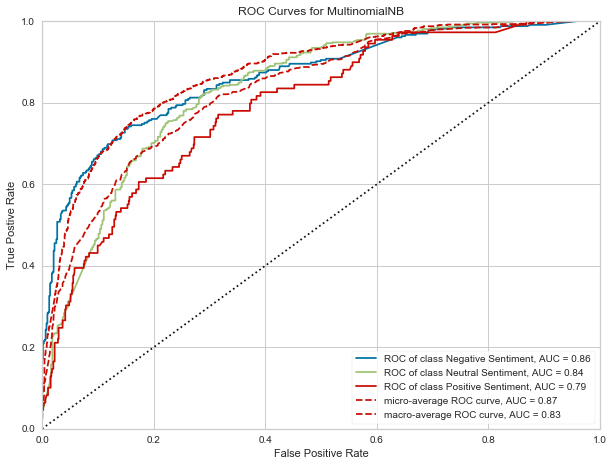 ROC Curves for MultinomialNB
True Postive Rate
1.0
0.8
0.6
0.4
0.2
0.0
0.0 0.2 0.4 0.6 0.8 1.0
False Positive Rate
ROC of class Negative Sentiment, AUC = 0.86
ROC of class Neutral Sentiment, AUC = 0.84
ROC of class Positive Sentiment, AUC = 0.79
micro-average ROC curve, AUC = 0.87
macro-average ROC curve, AUC = 0.83